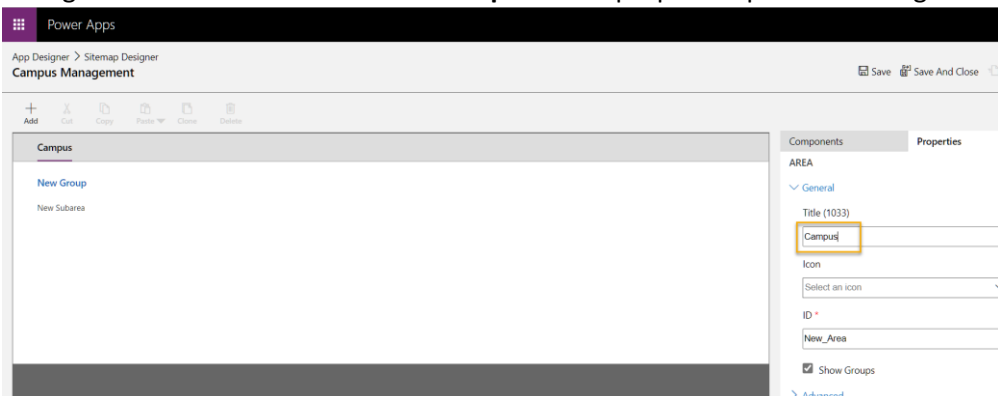 Power Apps
App Designer > Sitemap Designer
Campus Management
Save Save And Close
Add Cut Copy Paste Clone Delete
Campus
New Group
New Subarea
Components Properties
AREA
General
Title (1033)
Campus
Icon
Select an icon
ID *
New_Area
Show Groups
Advanced